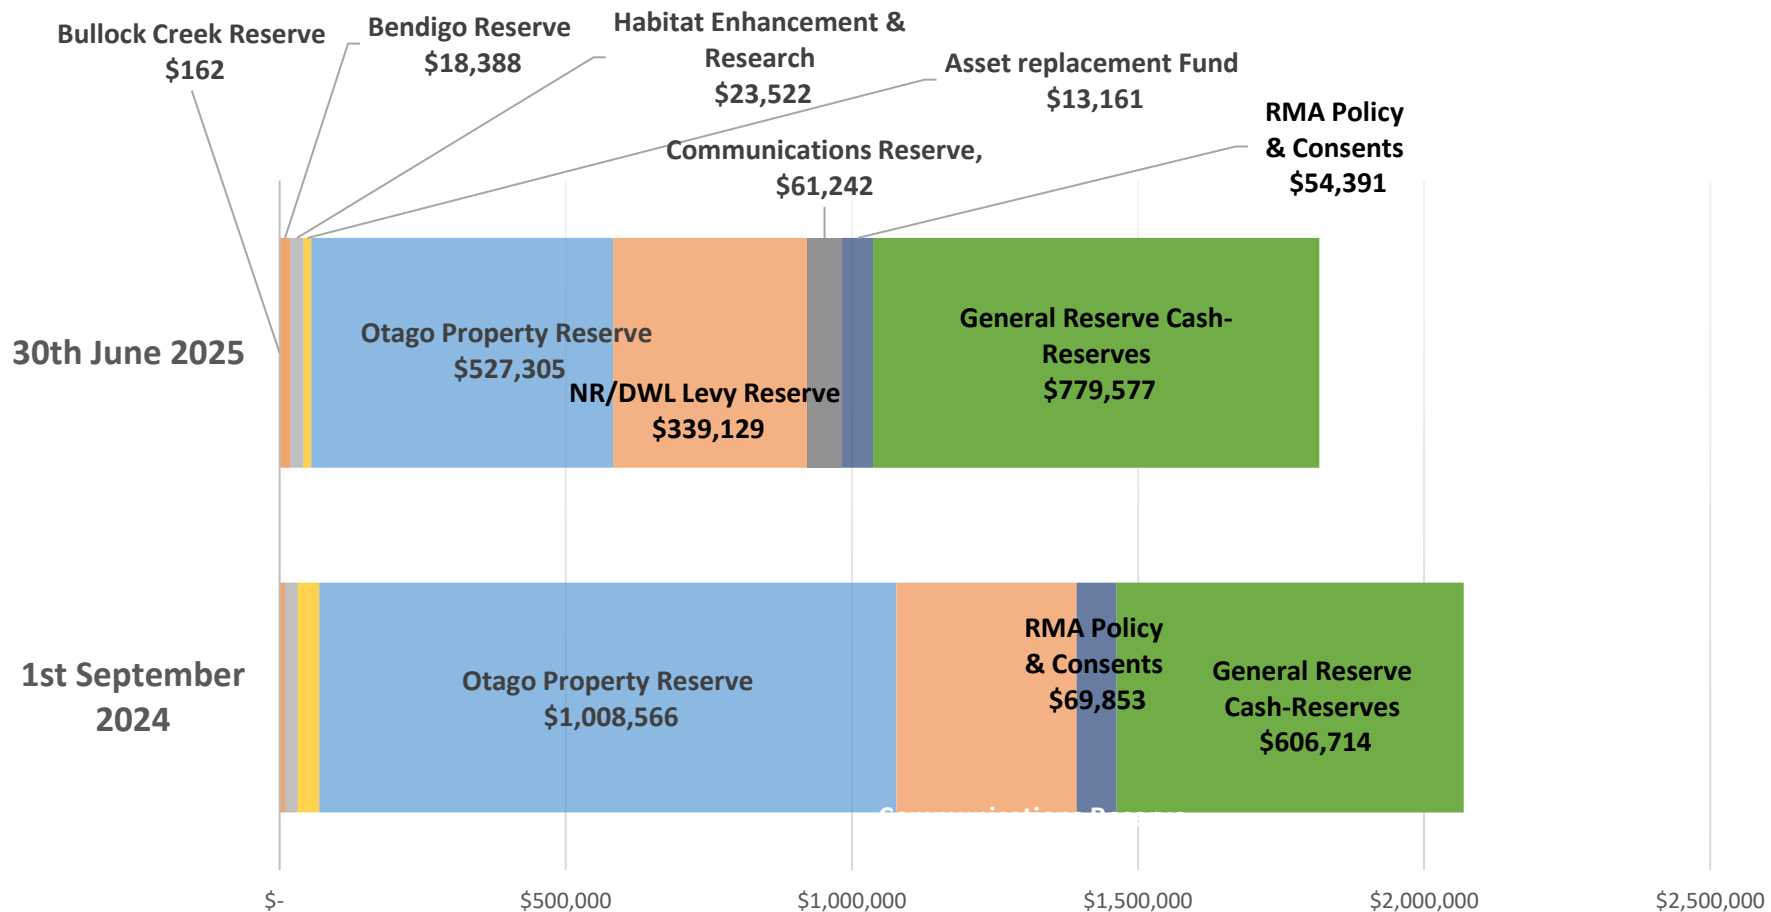 Bullock Creek Reserve
$162
Bendigo Reserve
$18,388
Habitat Enhancement &
Research
$23,522
Asset replacement Fund
$13,161
Communications Reserve,
$61,242
RMA Policy
& Consents
$54,391
30th June 2025
Otago Property Reserve
$527,305
NR/DWL Levy Reserve
$339,129
General Reserve Cash-
Reserves
$779,577
1st September
2024
Otago Property Reserve
$1,008,566
RMA Policy
& Consents
$69,853
General Reserve
Cash-Reserves
$606,714
Communications Reserve
$-
$500,000
$1,000,000
$1,500,000
$2,000,000
$2,500,000